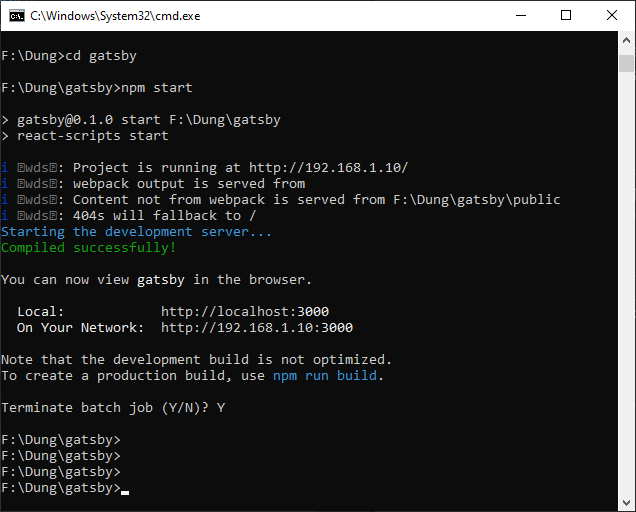 C:\Windows\System32\cmd.exe
F:\Dung>cd gatsby
F:\Dung\gatsby>npm start
> gatsby@0.1.0 start F:\Dung\gatsby
> react-scripts start
i ⍰wds⍰: Project is running at http://192.168.1.10/
i ⍰wds⍰: webpack output is served from
i ⍰wds⍰: Content not from webpack is served from F:\Dung\gatsby\public
i ⍰wds⍰: 404s will fallback to /
Starting the development server...
Compiled successfully!
You can now view gatsby in the browser.
Local: http://localhost:3000
On Your Network: http://192.168.1.10:3000
Note that the development build is not optimized.
To create a production build, use npm run build.
Terminate batch job (Y/N)? Y
F:\Dung\gatsby>
F:\Dung\gatsby>
F:\Dung\gatsby>
F:\Dung\gatsby>